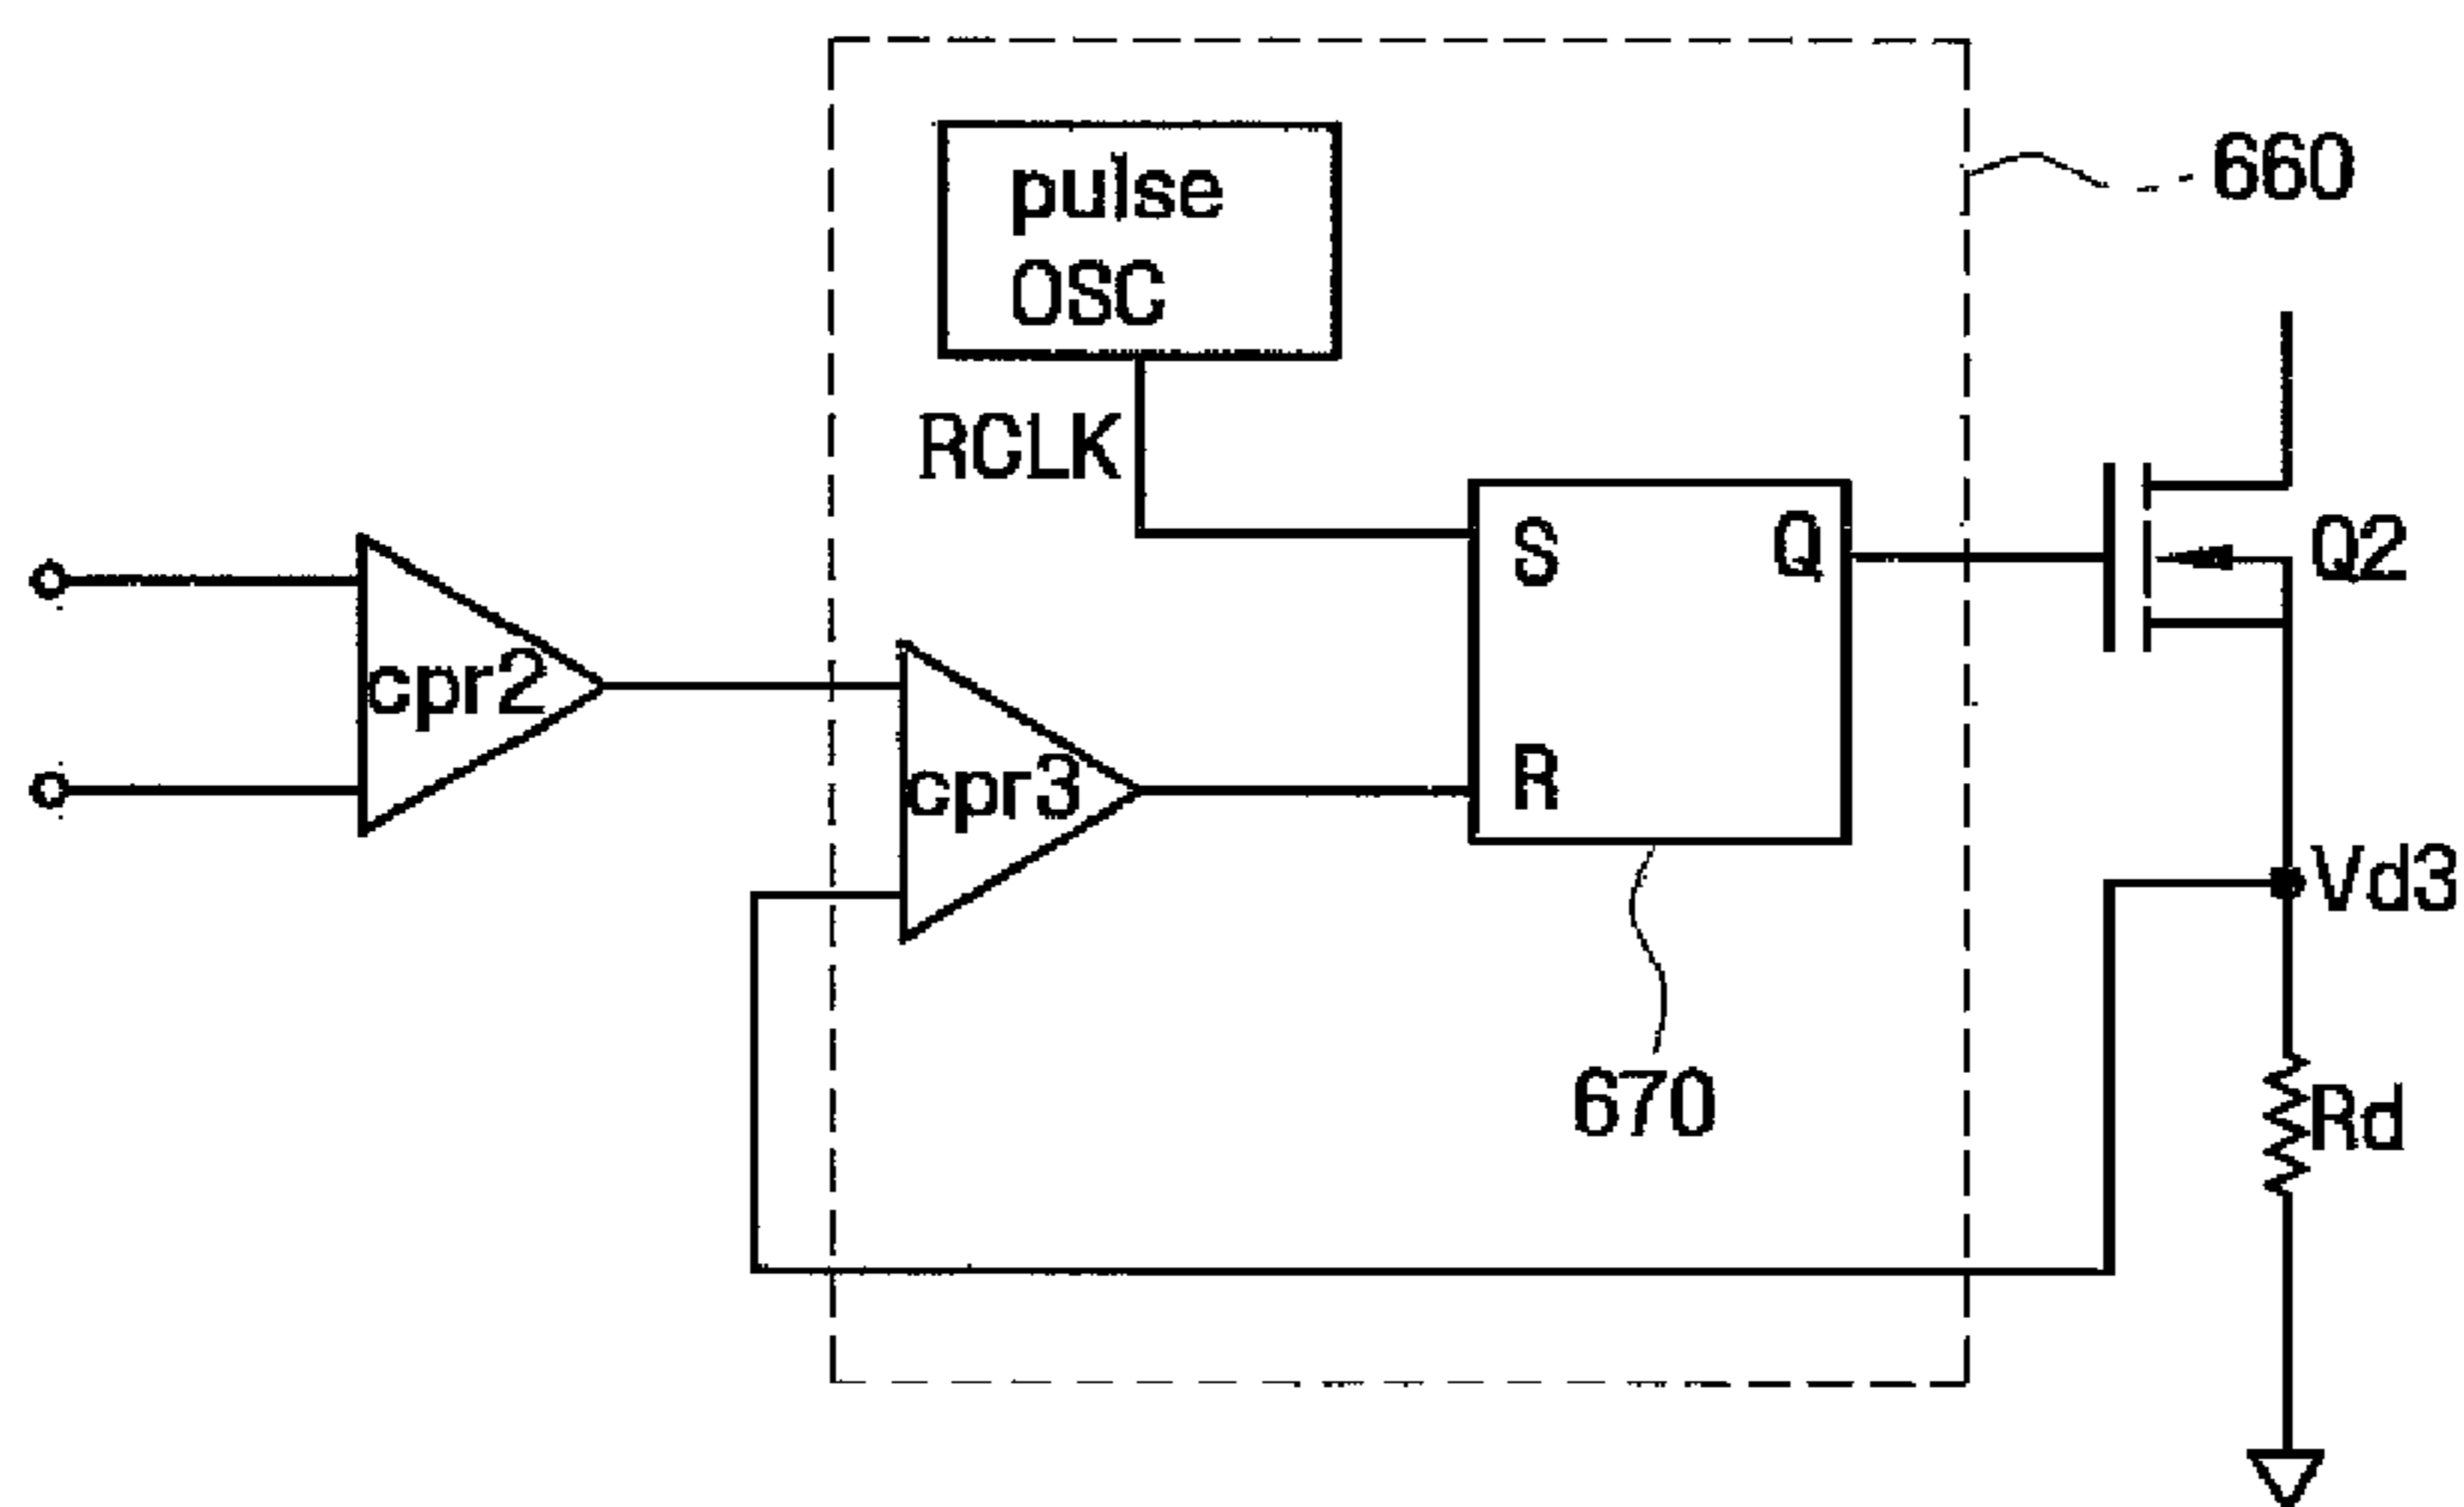 pulse
OSC
660
RCLK
S
Q
Q2
cpr2
cpr3
R
Vd3
670
Rd